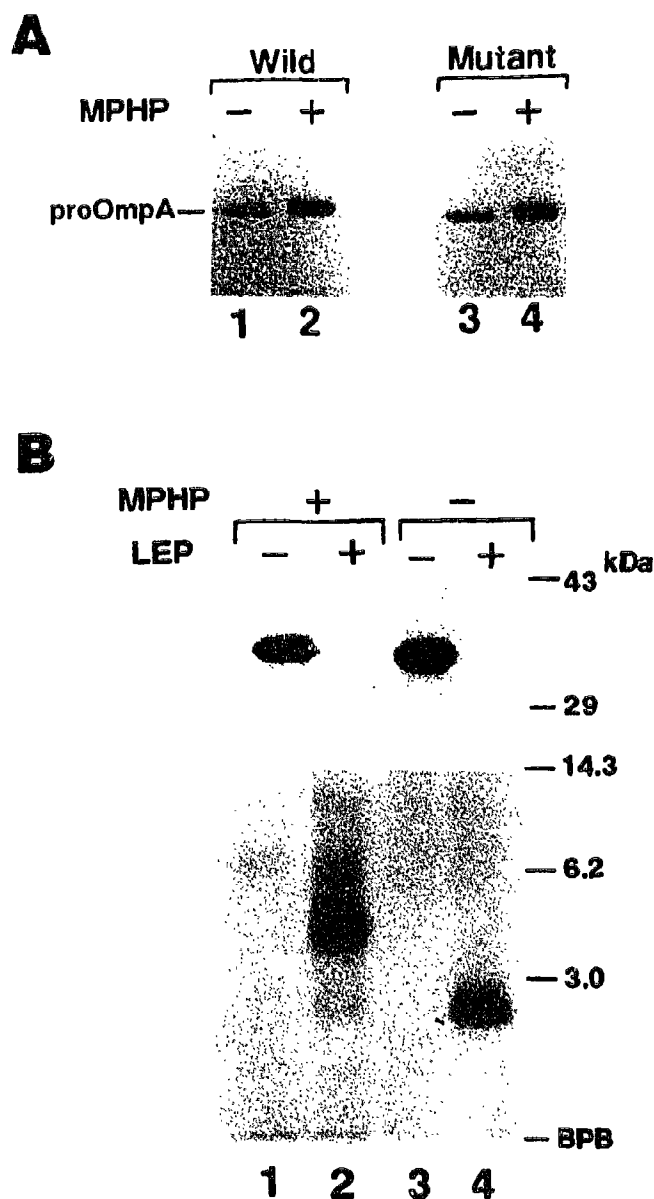 A
Wild Mutant
MPHP − + − +
proOmpA
1 2 3 4
B
MPHP + −
LEP − + − + kDa
43
29
14.3
6.2
3.0
BPB
1 2 3 4